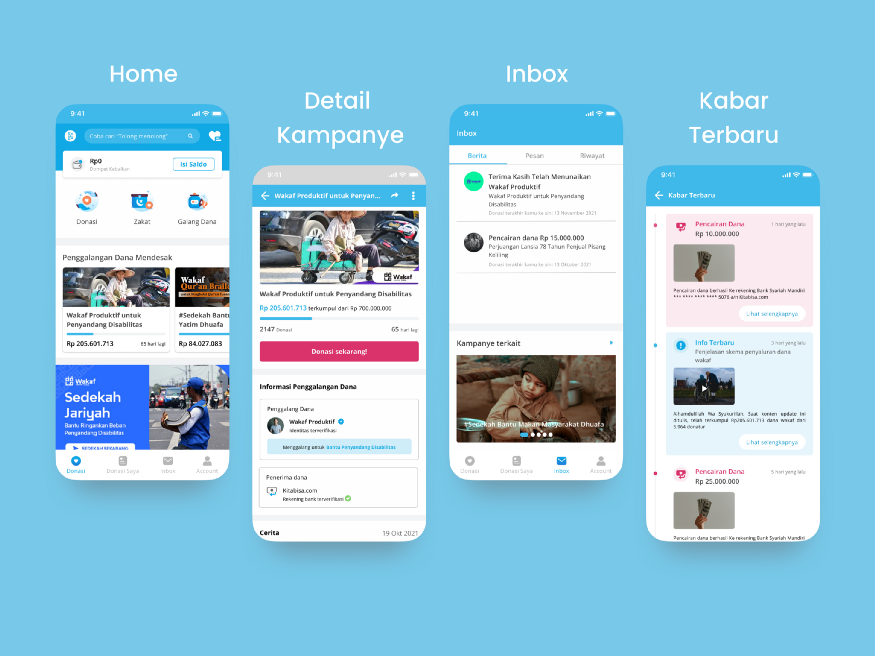 Home
9:41
Coba cari "Tolong menolong"
Rp0
Dompet Kebaikan
Isi Saldo
Donasi
Zakat
Galang Dana
Penggalangan Dana Mendesak
Wakaf
Wakaf Produktif untuk
Penyandang Disabilitas
Rp 205.601.713
65 hari lagi
Wakaf
Qur'an Braille
#Sedekah Bant
Yatim Dhuafa
Rp 84.027.083
Wakaf
Sedekah
Jariyah
Bantu Ringankan Beban
Penyandang Disabilitas
SEDEKAH SEKARANG
Donasi
Donasi Saya
Inbox
Account
Detail
Kampanye
9:41
Wakaf Produktif untuk Penyan...
Wakaf
Wakaf Produktif untuk Penyandang Disabilitas
Rp 205.601.713 terkumpul dari Rp 700.000.000
2147 Donasi
65 hari lagi
Donasi sekarang!
Informasi Penggalangan Dana
Penggalang Dana
Wakaf Produktif
Identitas terverifikasi
Menggalang untuk Bantu Penyandang Disabilitas
Penerima dana
Kitabisa.com
Rekening bank terverifikasi
Cerita
19 Okt 2021
Inbox
9:41
Inbox
Berita
Pesan
Riwayat
Terima Kasih Telah Menunaikan
Wakaf Produktif
Wakaf Produktif untuk Penyandang
Disabilitas
Donasi terakhir kamu ke sini: 13 November 2021
Pencairan dana Rp 15.000.000
Perjuangan Lansia 78 Tahun Penjual Pisang
Keliling
Donasi terakhir kamu ke sini: 13 Oktober 2021
Kampanye terkait
#Sedekah Bantu Makan Masyarakat Dhuafa
Donasi
Donasi Saya
Inbox
Account
Kabar
Terbaru
9:41
Kabar Terbaru
Pencairan Dana
1 hari yang lalu
Rp 10.000.000
Pencairan dana berhasil Ke rekening Bank Syariah Mandiri
*** **** **** **** 5070 a/n Kitabisa.com
Lihat selengkapnya
Info Terbaru
3 hari yang lalu
Penjelasan skema penyaluran dana
wakaf
Alhamdulillah Wa Syukurillah, Saat konten update ini
ditulis, telah terkumpul Rp205.601.713 dana wakaf dari
5.964 donatur
Lihat selengkapnya
Pencairan Dana
5 hari yang lalu
Rp 25.000.000
Pencairan dana berhasil Ke rekening Bank Syariah Mandiri